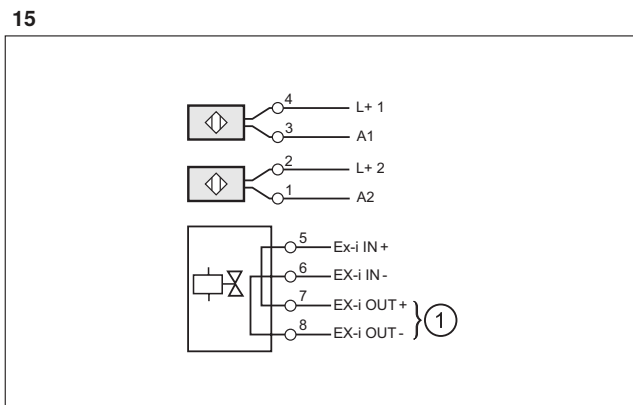 15
4 L+ 1
3 A1
2 L+ 2
1 A2
5 Ex-i IN +
6 EX-i IN -
7 EX-i OUT +
8 EX-i OUT -
1